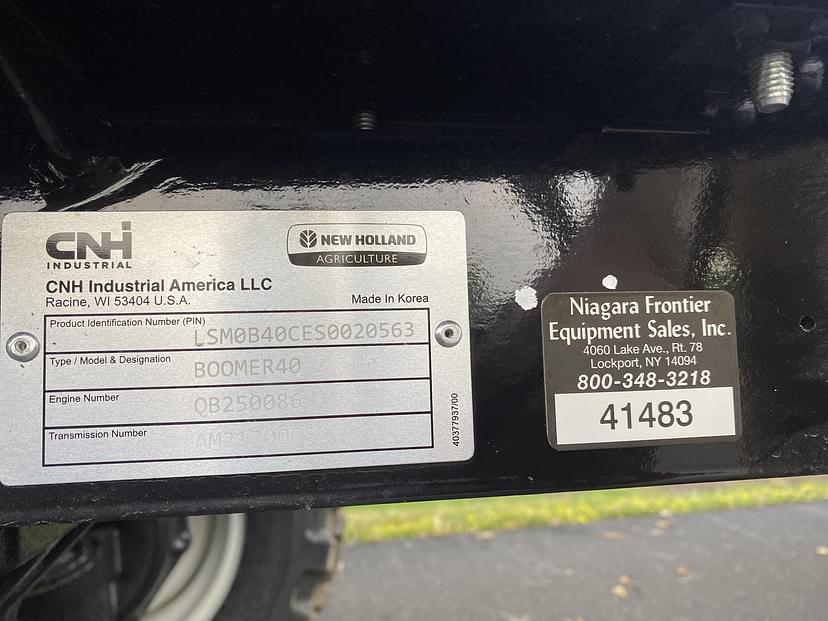 CNH
INDUSTRIAL
NEW HOLLAND
AGRICULTURE
CNH Industrial America LLC
Racine, WI 53404 U.S.A.
Made In Korea
Product Identification Number (PIN)
LSM0B40CES0020563
Type / Model & Designation
BOOMER40
Engine Number
QB250086
Transmission Number
40377937/00
Niagara Frontier
Equipment Sales, Inc.
4060 Lake Ave., Rt. 78
Lockport, NY 14094
800-348-3218
41483